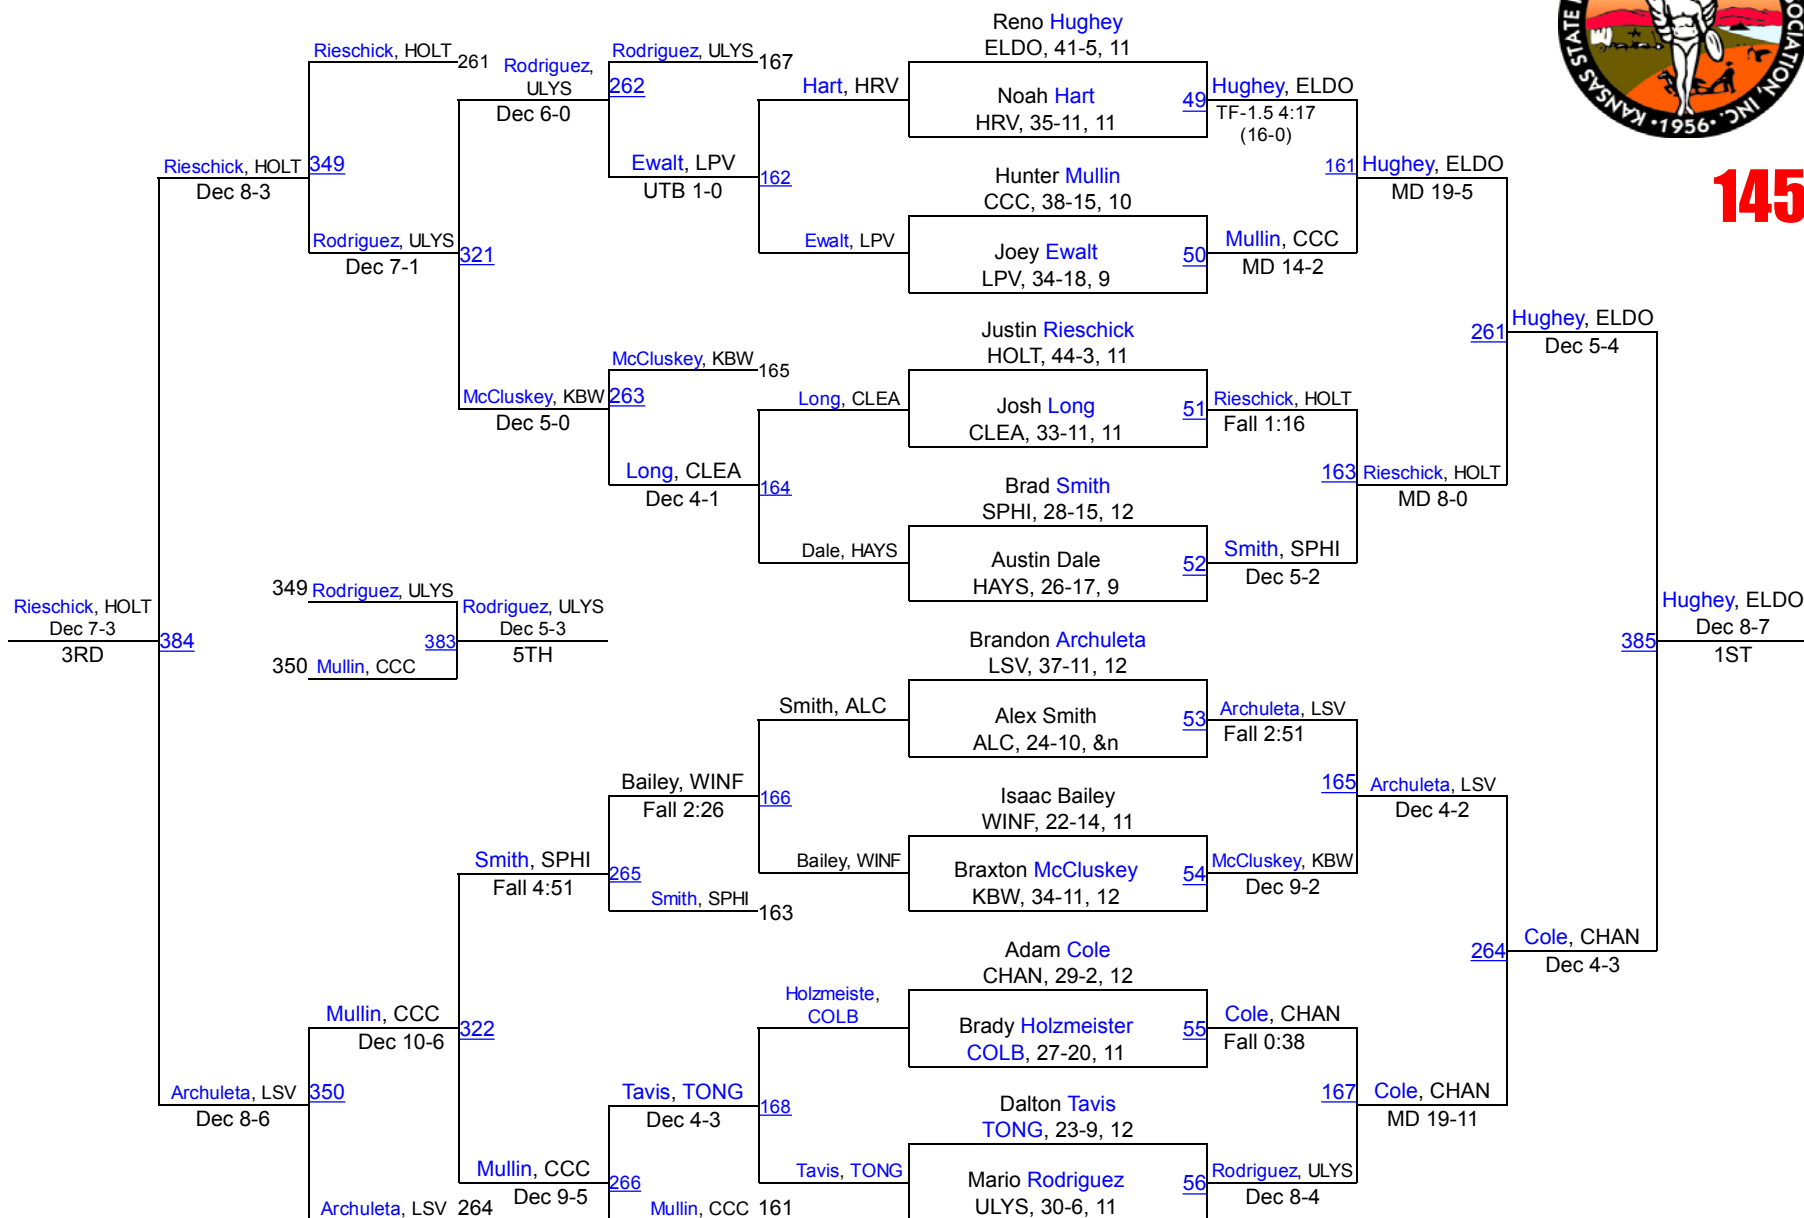 Reno Hughey
ELDO, 41-5, 11
Rieschick, HOLT
261
Rodriguez,
ULYS
Dec 6-0
Rodriguez, ULYS
167
262
Hart, HRV
Noah Hart
HRV, 35-11, 11
49
Hughey, ELDO
TF-1.5 4:17
(16-0)
KANSAS STATE
OCIATION, INC.
•1956•
145
Rieschick, HOLT
349
Dec 8-3
Ewalt, LPV
UTB 1-0
162
Hunter Mullin
CCC, 38-15, 10
161
Hughey, ELDO
MD 19-5
Rodriguez, ULYS
Dec 7-1
321
Ewalt, LPV
Joey Ewalt
LPV, 34-18, 9
50
Mullin, CCC
MD 14-2
Justin Rieschick
HOLT, 44-3, 11
261
Hughey, ELDO
Dec 5-4
McCluskey, KBW
165
McCluskey, KBW
263
Dec 5-0
Long, CLEA
Josh Long
CLEA, 33-11, 11
51
Rieschick, HOLT
Fall 1:16
Long, CLEA
Dec 4-1
164
Brad Smith
SPHI, 28-15, 12
163
Rieschick, HOLT
MD 8-0
Dale, HAYS
Austin Dale
HAYS, 26-17, 9
52
Smith, SPHI
Dec 5-2
Rieschick, HOLT
Dec 7-3
3RD
384
349
Rodriguez, ULYS
350
Mullin, CCC
383
Rodriguez, ULYS
Dec 5-3
5TH
Brandon Archuleta
LSV, 37-11, 12
385
Hughey, ELDO
Dec 8-7
1ST
Smith, ALC
Alex Smith
ALC, 24-10, &n
53
Archuleta, LSV
Fall 2:51
Bailey, WINF
Fall 2:26
166
Isaac Bailey
WINF, 22-14, 11
165
Archuleta, LSV
Dec 4-2
Smith, SPHI
Fall 4:51
265
Bailey, WINF
Braxton McCluskey
KBW, 34-11, 12
54
McCluskey, KBW
Dec 9-2
Smith, SPHI
163
Adam Cole
CHAN, 29-2, 12
264
Cole, CHAN
Dec 4-3
Mullin, CCC
Dec 10-6
322
Holzmeiste,
COLB
Brady Holzmeister
COLB, 27-20, 11
55
Cole, CHAN
Fall 0:38
Archuleta, LSV
Dec 8-6
350
Tavis, TONG
Dec 4-3
168
Dalton Tavis
TONG, 23-9, 12
167
Cole, CHAN
MD 19-11
Mullin, CCC
Dec 9-5
266
Tavis, TONG
Mario Rodriguez
ULYS, 30-6, 11
56
Rodriguez, ULYS
Dec 8-4
Archuleta, LSV
264
Mullin, CCC
161